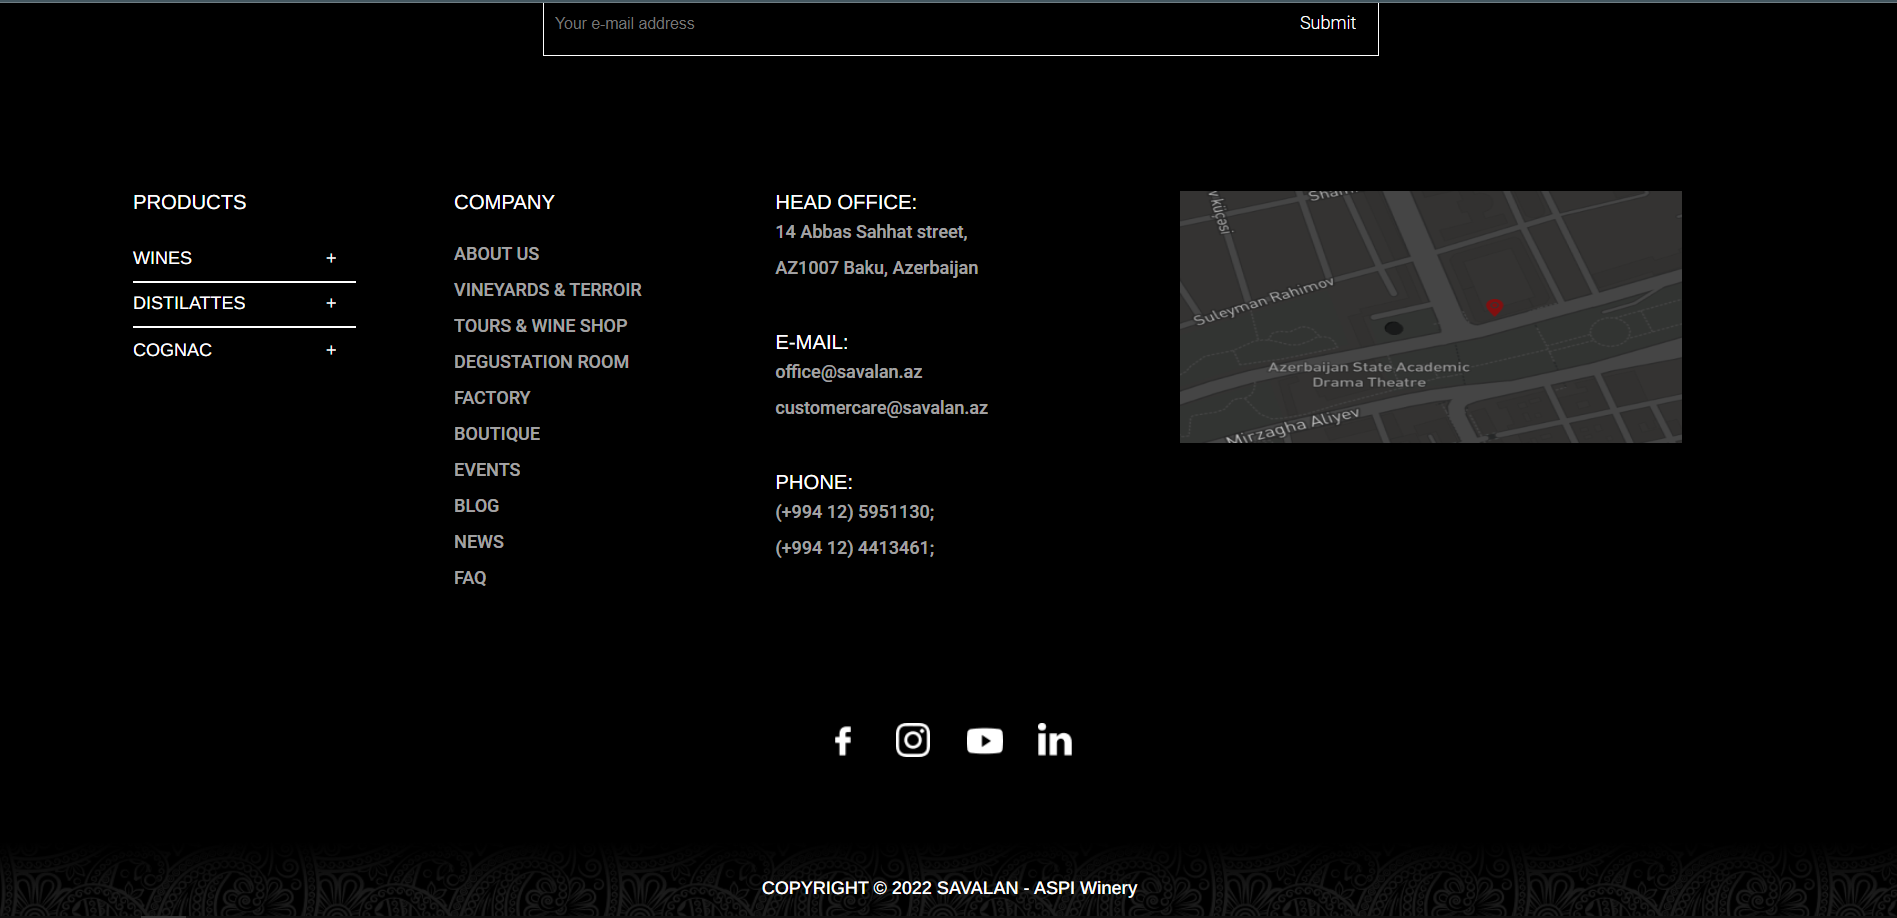 Your e-mail address
Submit
PRODUCTS
WINES +
DISTILATTES +
COGNAC +
COMPANY
ABOUT US
VINEYARDS & TERROIR
TOURS & WINE SHOP
DEGUSTATION ROOM
FACTORY
BOUTIQUE
EVENTS
BLOG
NEWS
FAQ
HEAD OFFICE:
14 Abbas Sahhat street,
AZ1007 Baku, Azerbaijan
E-MAIL:
office@savalan.az
customercare@savalan.az
PHONE:
(+994 12) 5951130;
(+994 12) 4413461;
küçəsi
Suleyman Rahimov
Azerbaijan State Academic
Drama Theatre
Mirzagha Aliyev
COPYRIGHT © 2022 SAVALAN - ASPI Winery